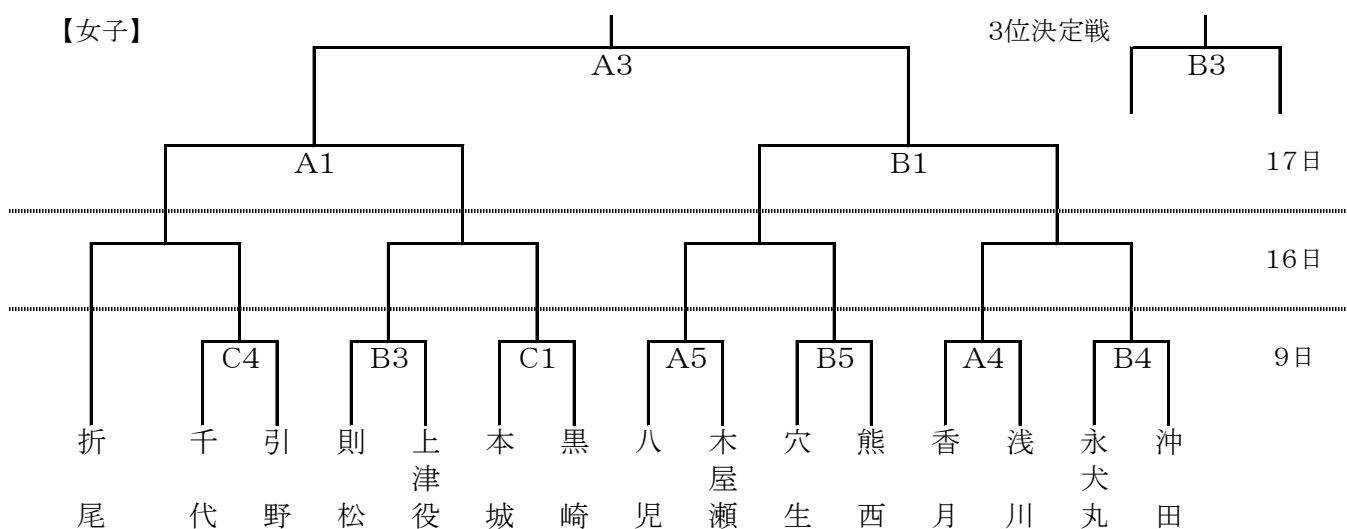 【女子】
3位決定戦
A3
B3
A1
B1
17日
16日
C4
B3
C1
A5
B5
A4
B4
9日
折尾
千代
引野
則松
上津役
本城
黒崎
八児
木屋瀬
穴生
熊西
香月
浅川
永犬丸
沖田